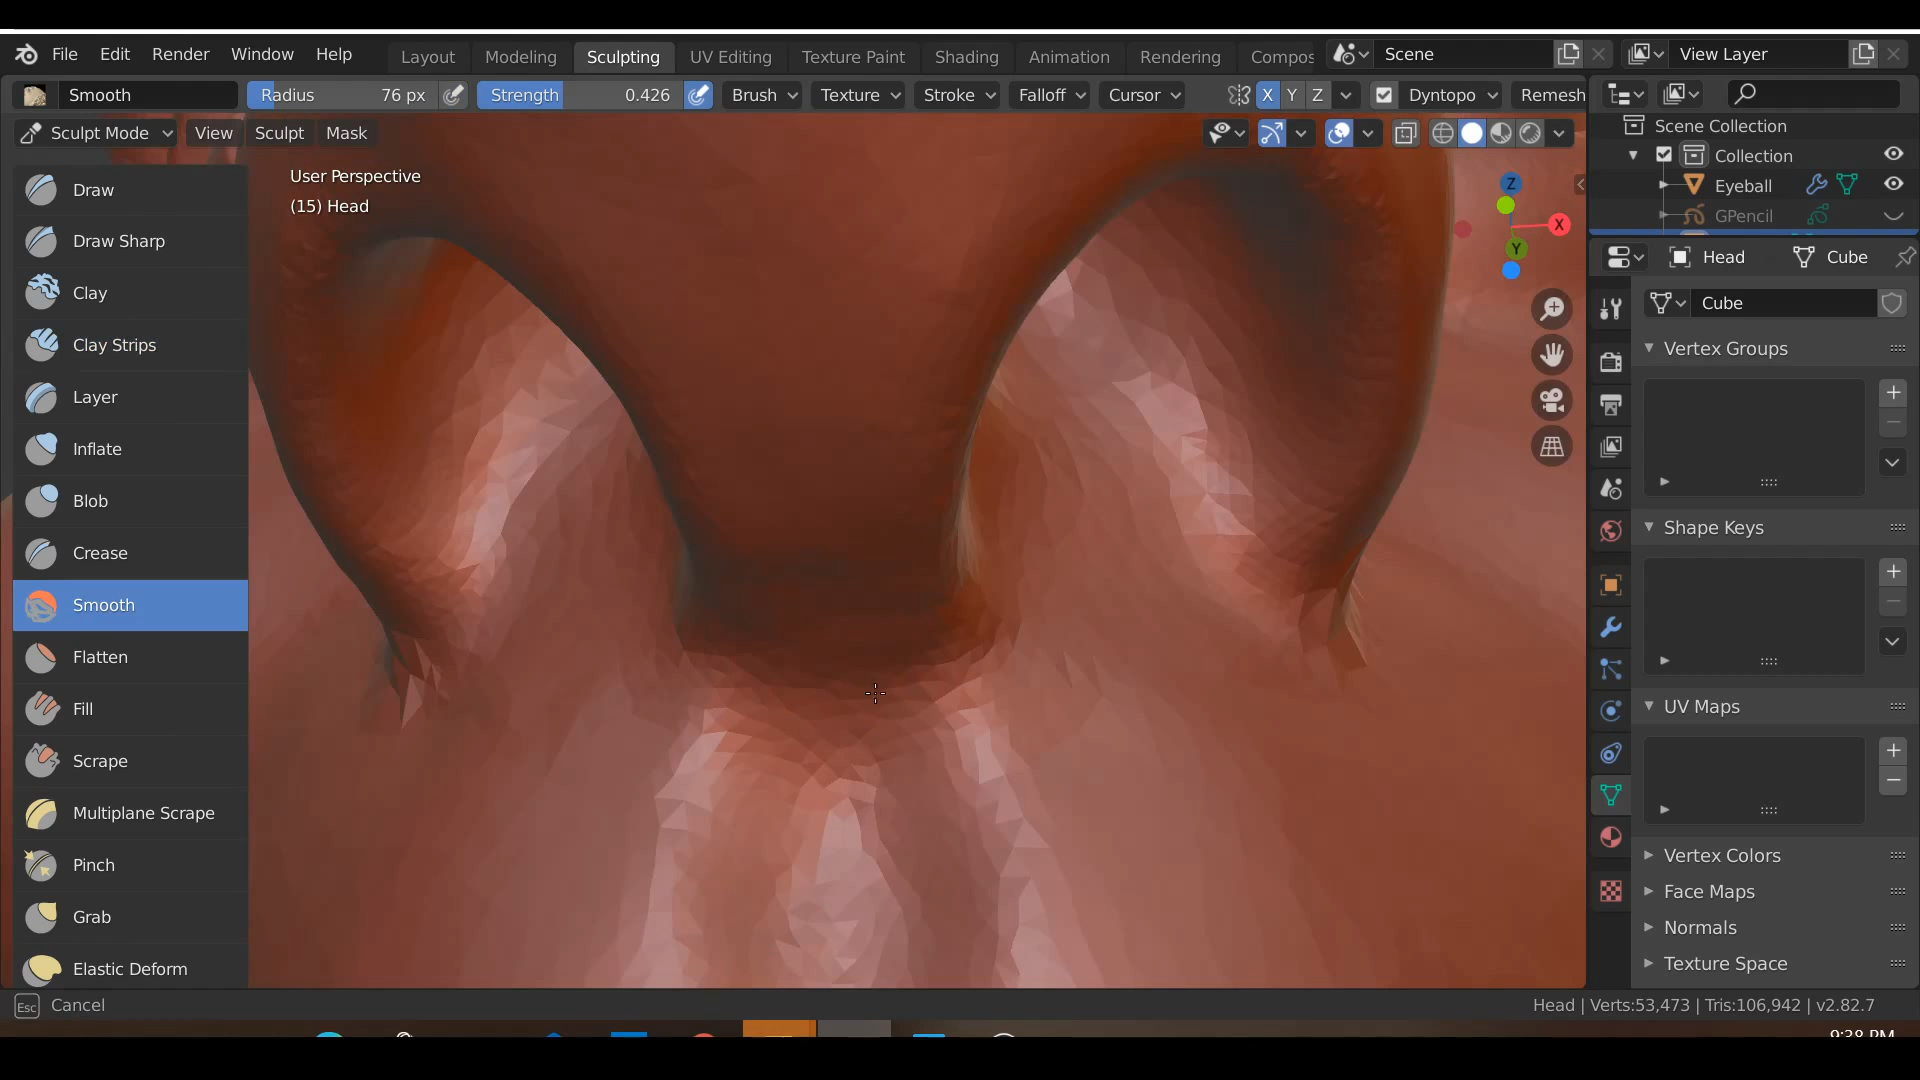 File Edit Render Window Help Layout Modeling Sculpting UV Editing Texture Paint Shading Animation Rendering Compos Scene View Layer
Smooth Radius 76 px Strength 0.426 Brush Texture Stroke Falloff Cursor X Y Z Dyntopo Remesh
Sculpt Mode View Sculpt Mask
User Perspective
(15) Head
Z
X
Y
Draw
Draw Sharp
Clay
Clay Strips
Layer
Inflate
Blob
Crease
Smooth
Flatten
Fill
Scrape
Multiplane Scrape
Pinch
Grab
Elastic Deform
Scene Collection
Collection
Eyeball
GPencil
Head Cube
Cube
Vertex Groups
Shape Keys
UV Maps
Vertex Colors
Face Maps
Normals
Texture Space
Esc Cancel
Head | Verts:53,473 | Tris:106,942 | v2.82.7
9:38 PM